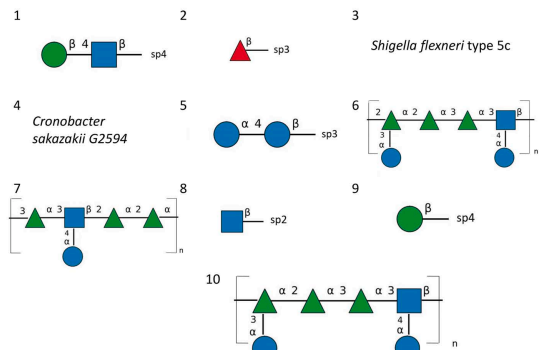 1
β 4 β sp4
2
β sp3
3
Shigella flexneri type 5c
4
Cronobacter
sakazakii G2594
5
α 4 β sp3
6
2 α 2 α 3 α 3 β
3 4
α α
n
7
3 α 3 β 2 α 2 α
4
α
n
8
β sp2
9
β sp4
10
α 2 α 3 α 3 β
3 4
α α
n